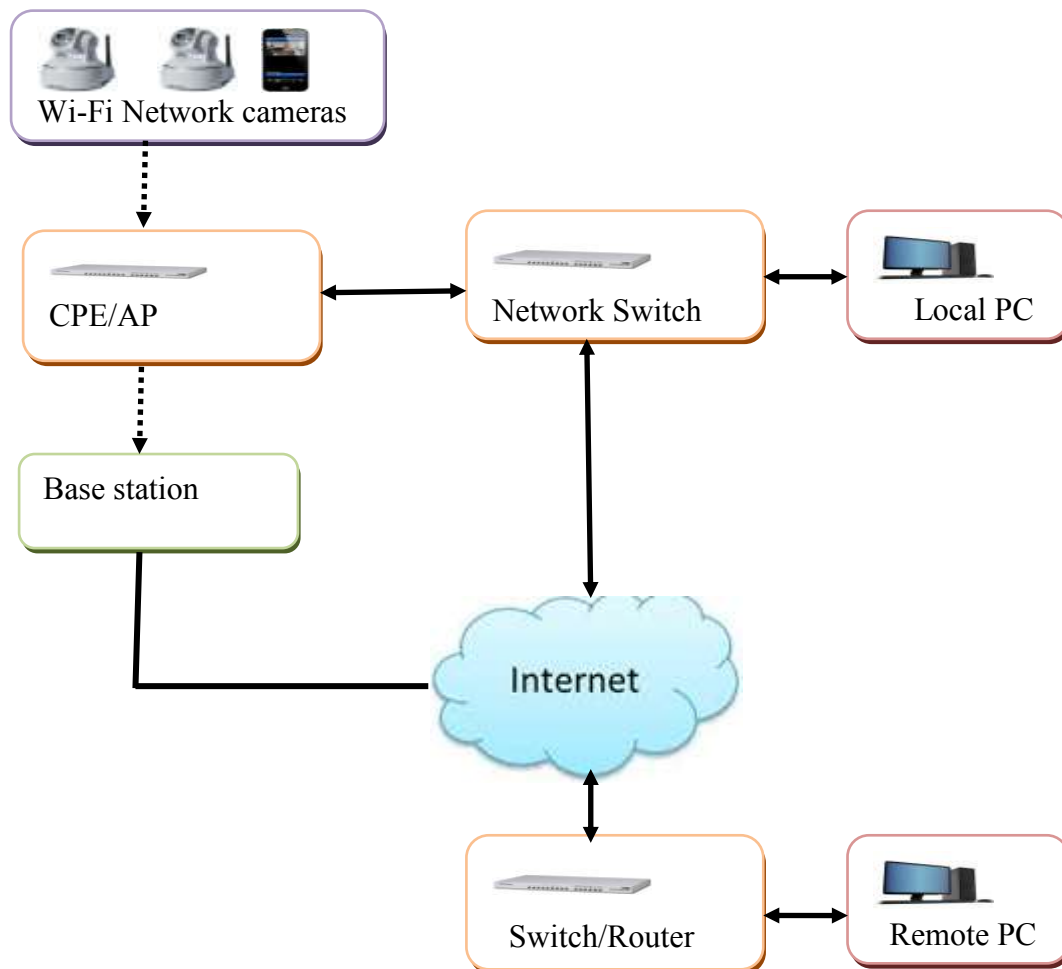 Wi-Fi Network cameras
CPE/AP
Network Switch
Local PC
Base station
Internet
Switch/Router
Remote PC